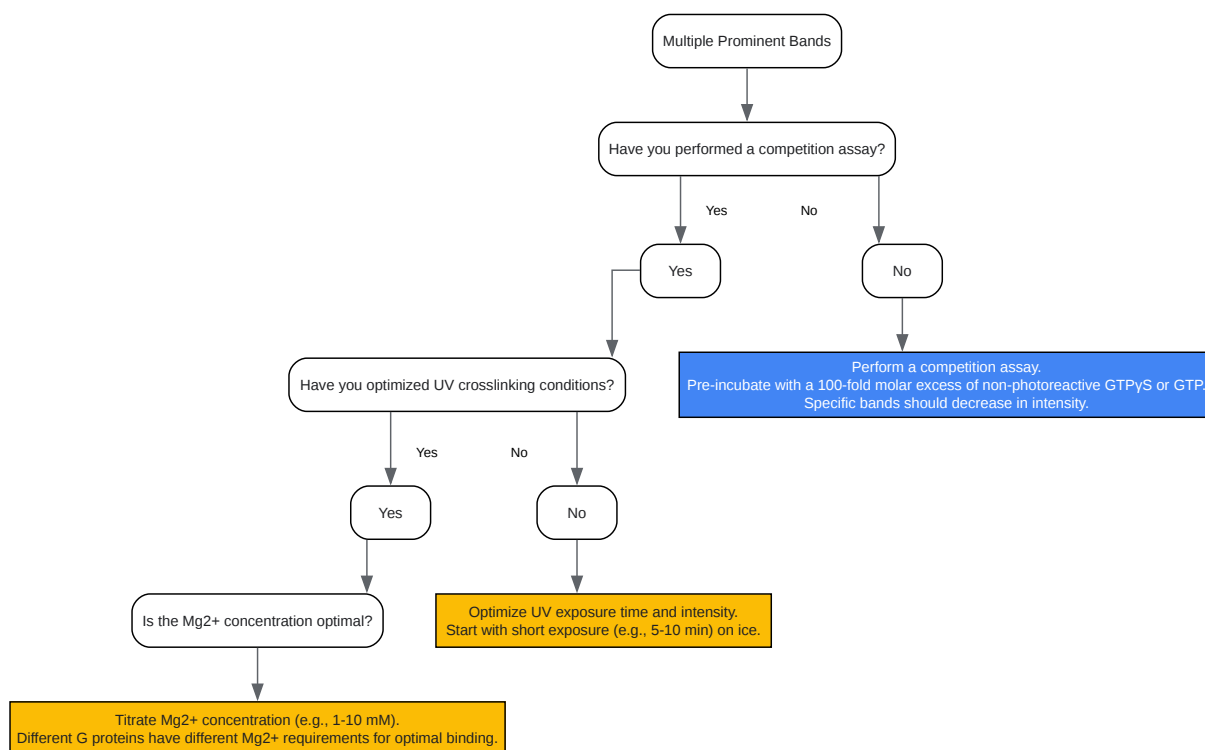 Multiple Prominent Bands
Have you performed a competition assay?
Yes
No
Yes
No
Perform a competition assay.
Pre-incubate with a 100-fold molar excess of non-photoreactive GTPγS or GTP.
Specific bands should decrease in intensity.
Have you optimized UV crosslinking conditions?
Yes
No
Yes
No
Is the Mg2+ concentration optimal?
Optimize UV exposure time and intensity.
Start with short exposure (e.g., 5-10 min) on ice.
Titrate Mg2+ concentration (e.g., 1-10 mM).
Different G proteins have different Mg2+ requirements for optimal binding.